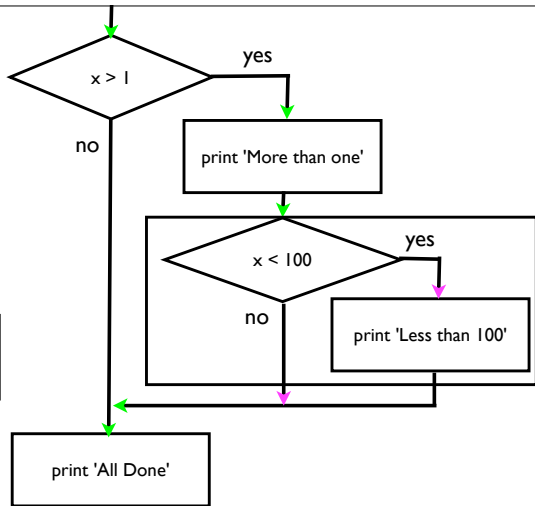 yes
x > 1
no
print 'More than one'
yes
x < 100
no
print 'Less than 100'
print 'All Done'